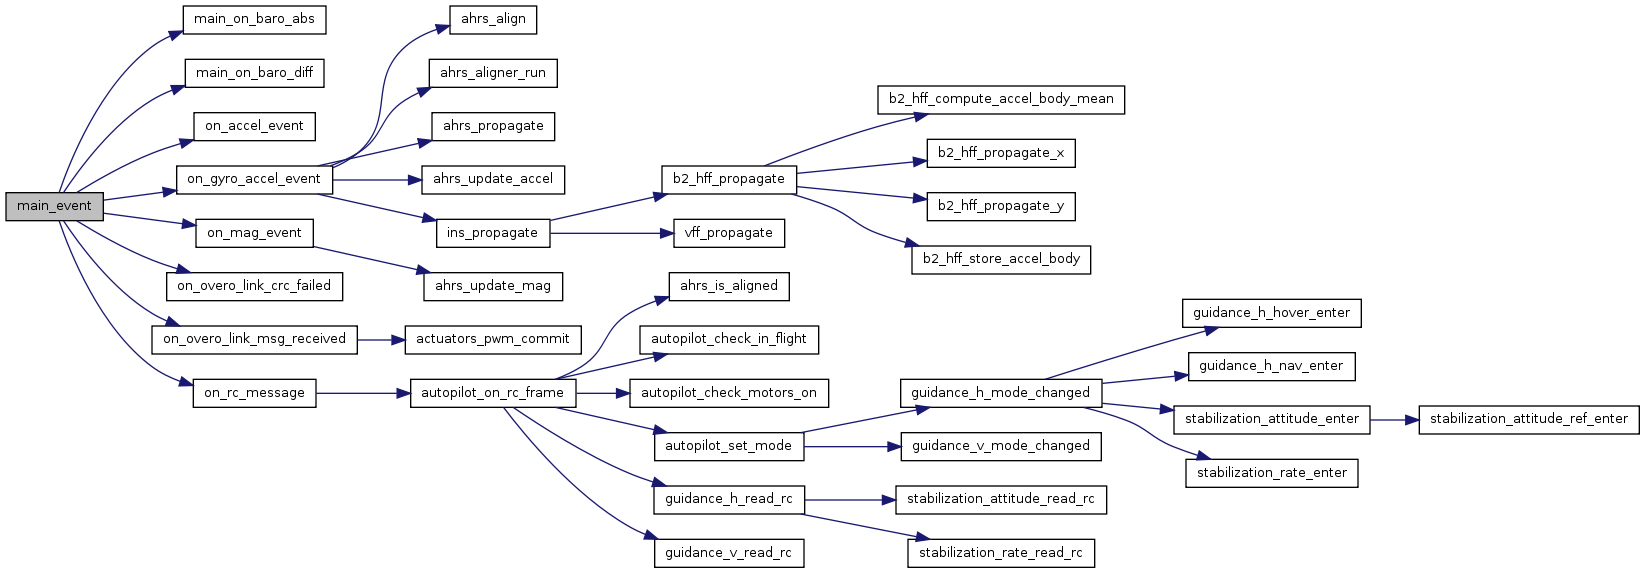 main_event
main_on_baro_abs
main_on_baro_diff
on_accel_event
on_gyro_accel_event
on_mag_event
on_overo_link_crc_failed
on_overo_link_msg_received
on_rc_message
ahrs_align
ahrs_aligner_run
ahrs_propagate
ahrs_update_accel
ins_propagate
ahrs_update_mag
actuators_pwm_commit
autopilot_on_rc_frame
b2_hff_propagate
vff_propagate
ahrs_is_aligned
autopilot_check_in_flight
autopilot_check_motors_on
autopilot_set_mode
guidance_h_read_rc
guidance_v_read_rc
b2_hff_compute_accel_body_mean
b2_hff_propagate_x
b2_hff_propagate_y
b2_hff_store_accel_body
guidance_h_mode_changed
guidance_v_mode_changed
stabilization_attitude_read_rc
stabilization_rate_read_rc
guidance_h_hover_enter
guidance_h_nav_enter
stabilization_attitude_enter
stabilization_rate_enter
stabilization_attitude_ref_enter